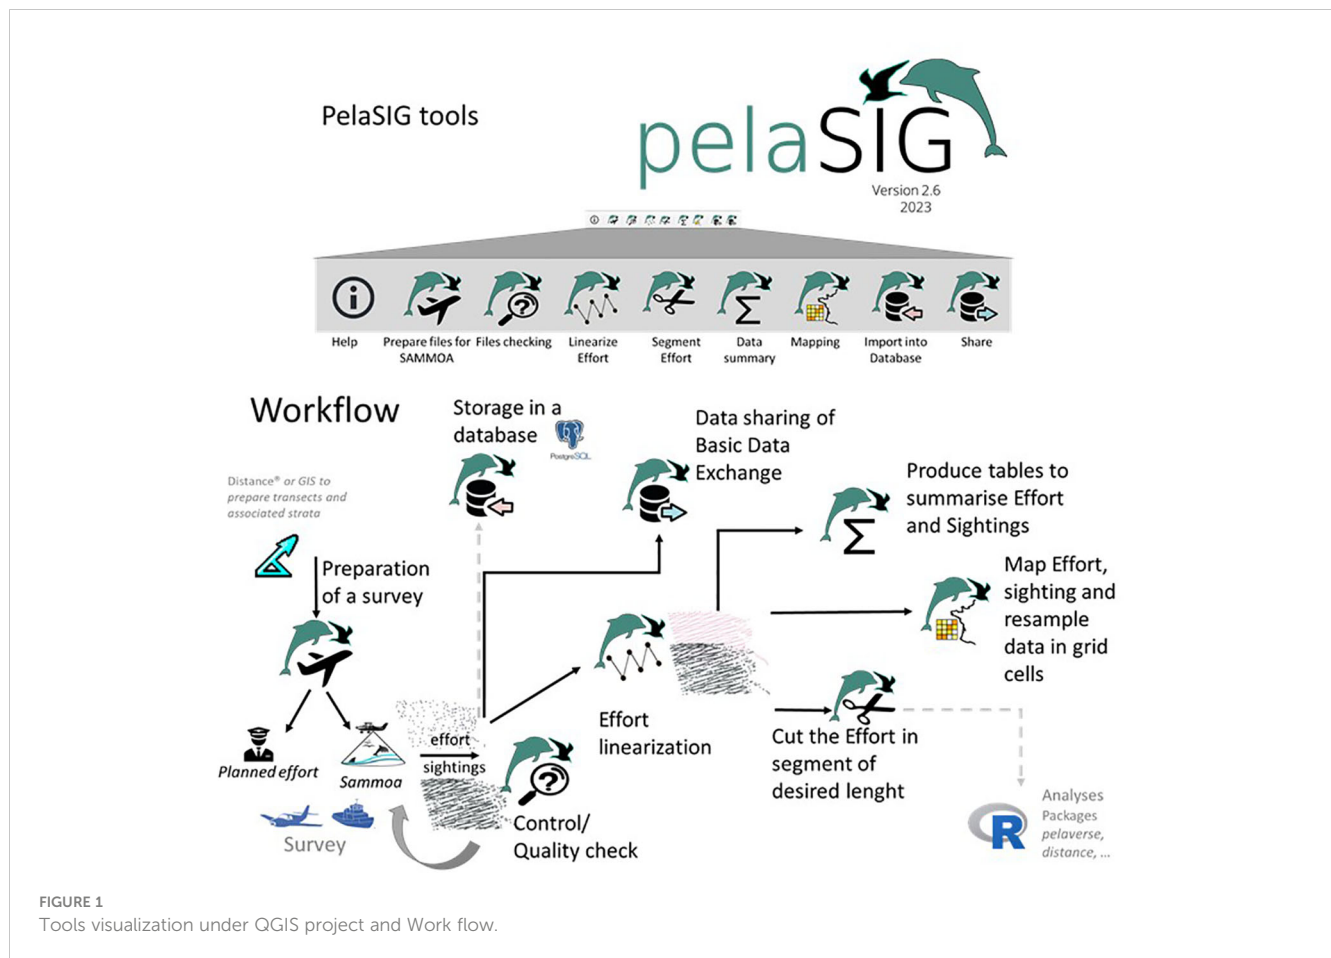 PelaSIG tools
pelaSIG
Version 2.6
2023
Help
Prepare files for
SAMMOA
Files checking
Linearize
Effort
Segment
Effort
Data
summary
Mapping
Import into
Database
Share
Workflow
Storage in a
database
PostgreSQL
Data sharing of
Basic Data
Exchange
Produce tables to
summarise Effort
and Sightings
Distance® or GIS to
prepare transects and
associated strata
Preparation
of a survey
Map Effort,
sighting and
resample
data in grid
cells
Planned effort
Sammoa
effort
sightings
Survey
Control/
Quality check
Effort
linearization
Cut the Effort in
segment of
desired lenght
R
Analyses
Packages
pelaverse,
distance, ...
FIGURE 1
Tools visualization under QGIS project and Work flow.